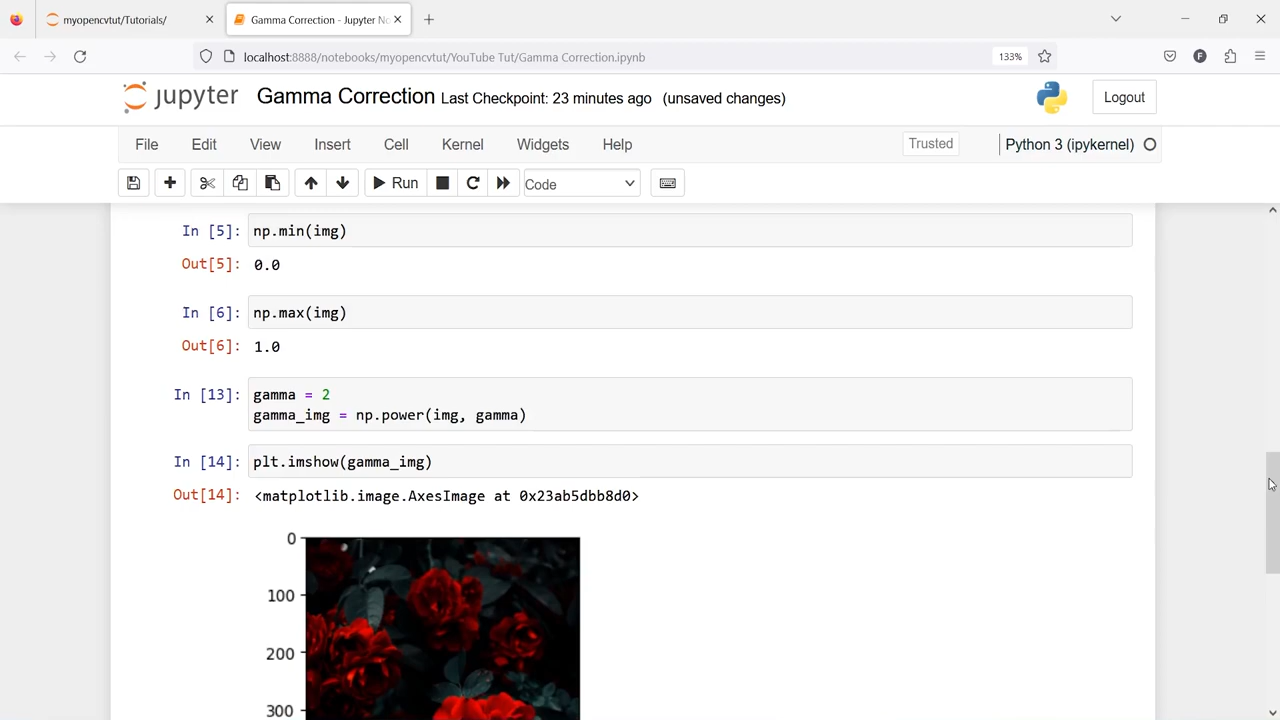 myopencvtut/Tutorials/
Gamma Correction - Jupyter No
localhost:8888/notebooks/myopencvtut/YouTube Tut/Gamma Correction.ipynb
133%
F
jupyter Gamma Correction Last Checkpoint: 23 minutes ago (unsaved changes)
Logout
File Edit View Insert Cell Kernel Widgets Help
Trusted
Python 3 (ipykernel)
Run
Code
In [5]: np.min(img)
Out[5]: 0.0
In [6]: np.max(img)
Out[6]: 1.0
In [13]: gamma = 2
gamma_img = np.power(img, gamma)
In [14]: plt.imshow(gamma_img)
Out[14]: <matplotlib.image.AxesImage at 0x23ab5dbb8d0>
0
100
200
300